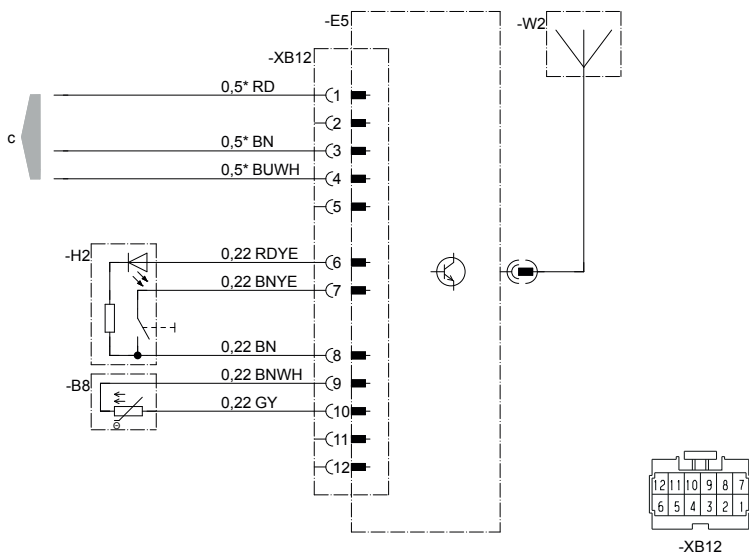 -E5
-W2
-XB12
0,5* RD
1
2
c
0,5* BN
3
0,5* BUWH
4
5
-H2
0,22 RDYE
6
0,22 BNYE
7
0,22 BN
8
-B8
0,22 BNWH
9
0,22 GY
10
Θ
11
12
12 11 10 9 8 7
6 5 4 3 2 1
-XB12